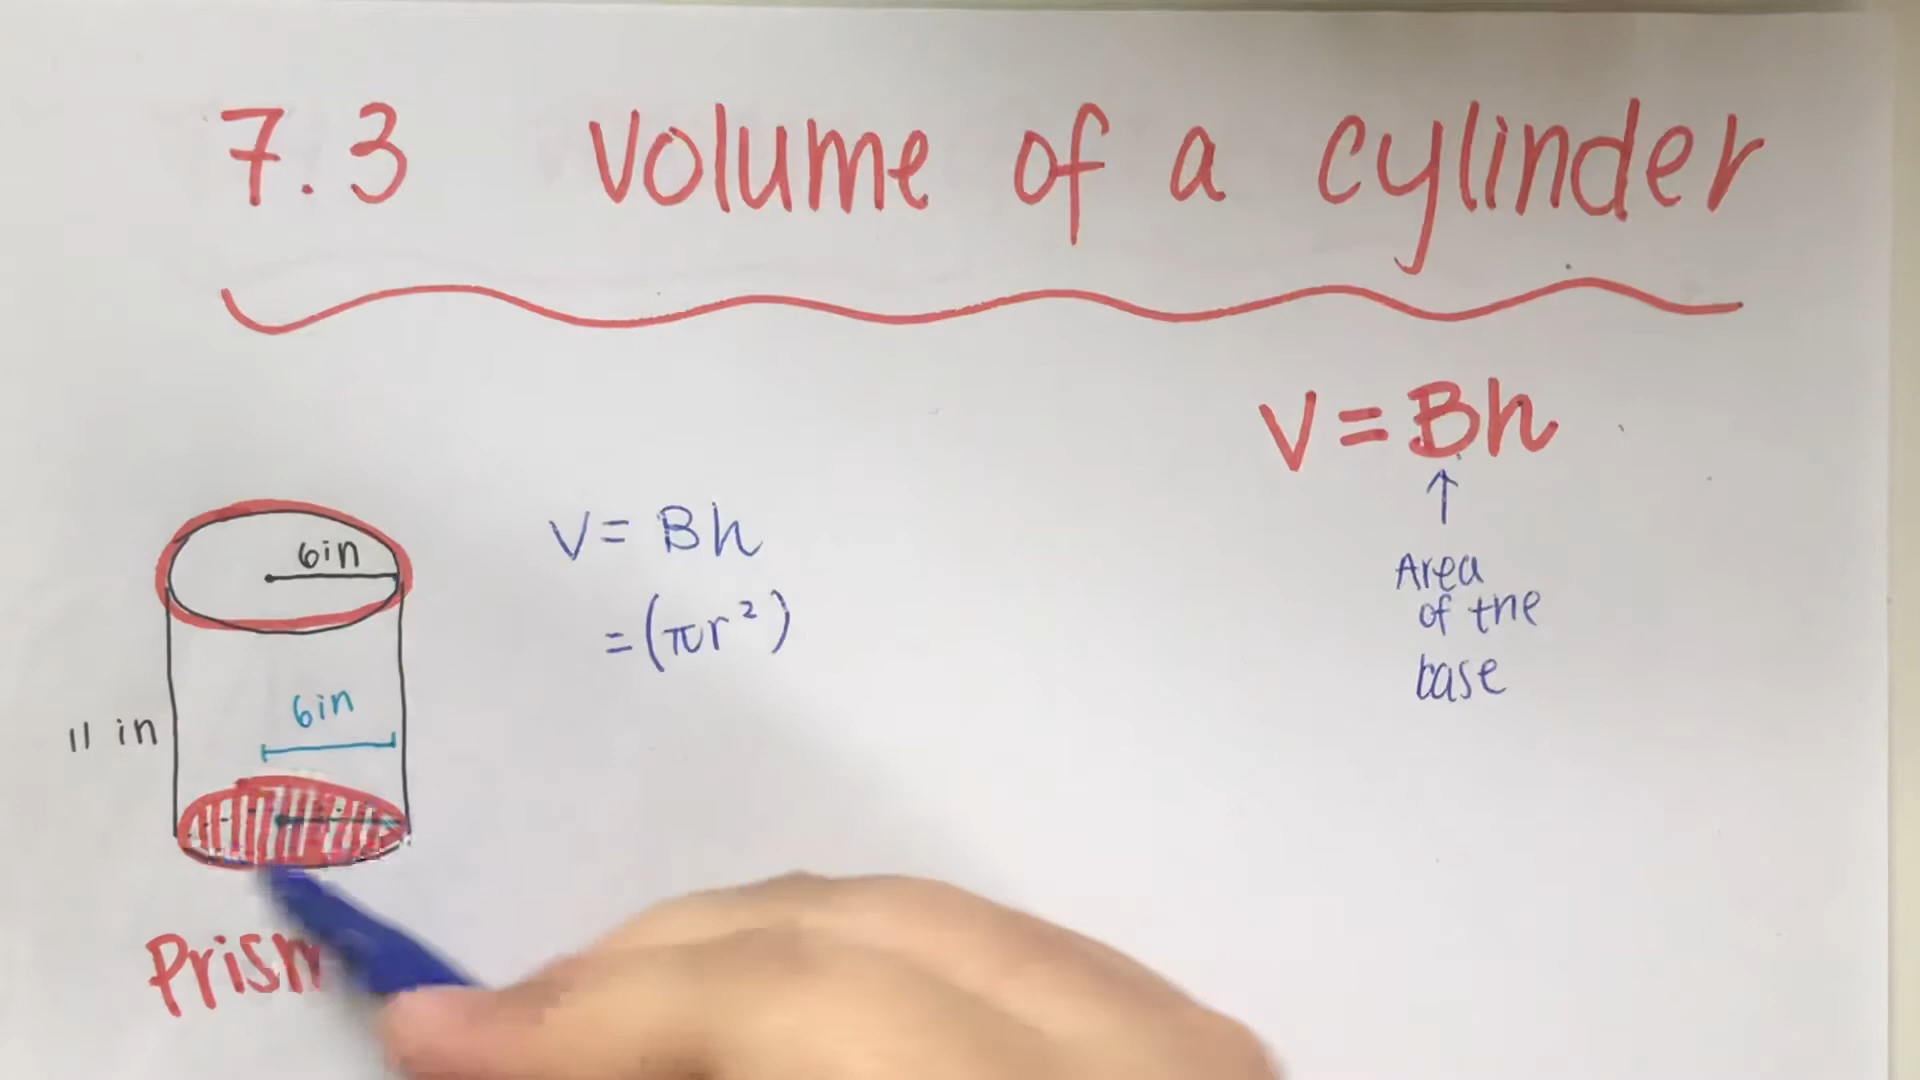 7.3 Volume of a cylinder
V = Bh
↑
Area
of the
base
6in
V = Bh
= (πr²)
6in
11 in
Prism